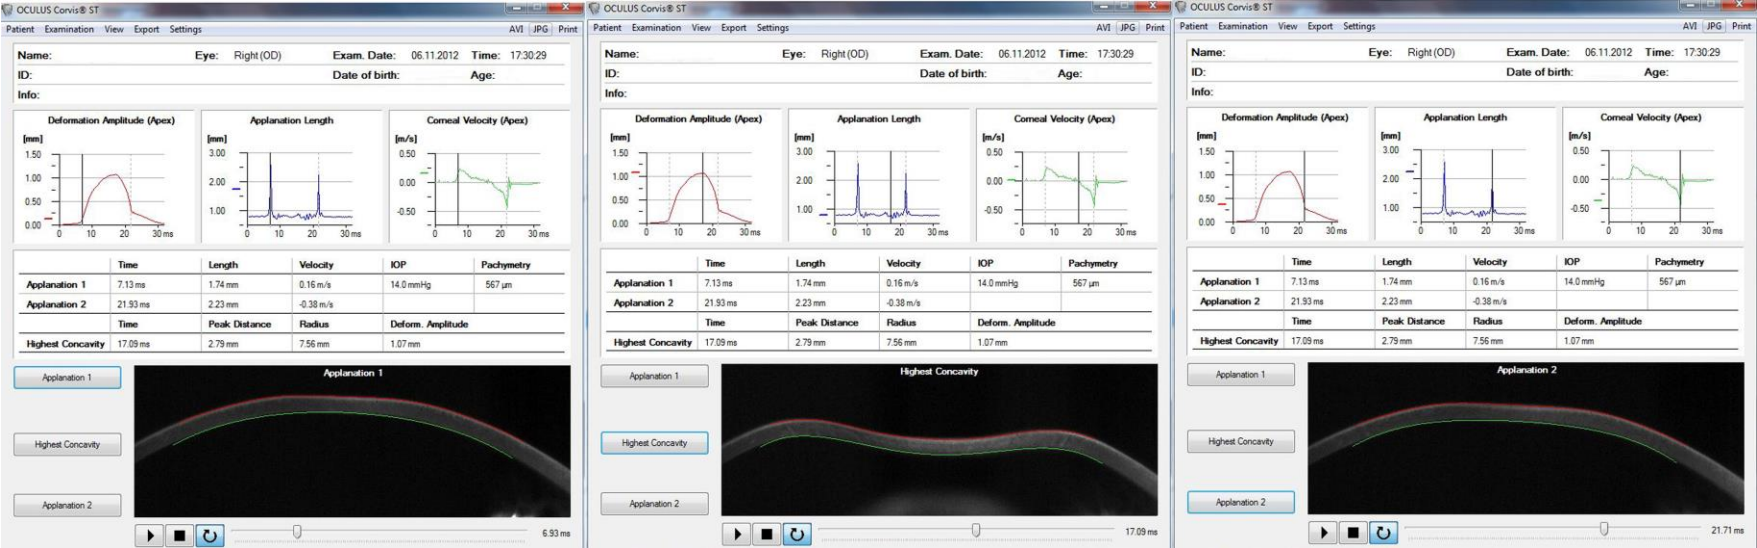 OCULUS Corvis® ST
Patient Examination View Export Settings AVI JPG Print
Name: Eye: Right (OD) Exam. Date: 06.11.2012 Time: 17:30:29
ID: Date of birth: Age:
Info:
Deformation Amplitude (Apex) Applanation Length Corneal Velocity (Apex)
[mm] [mm] [m/s]
1.50 3.00 0.50
1.00 2.00 0.00
0.50 1.00 -0.50
0.00
0 10 20 30 ms 0 10 20 30 ms 0 10 20 30 ms
Time Length Velocity IOP Pachymetry
Applanation 1 7.13 ms 1.74 mm 0.16 m/s 14.0 mmHg 567 µm
Applanation 2 21.93 ms 2.23 mm -0.38 m/s
Time Peak Distance Radius Deform. Amplitude
Highest Concavity 17.09 ms 2.79 mm 7.56 mm 1.07 mm
Applanation 1
Applanation 1
Highest Concavity
Applanation 2
6.93 ms
OCULUS Corvis® ST
Patient Examination View Export Settings AVI JPG Print
Name: Eye: Right (OD) Exam. Date: 06.11.2012 Time: 17:30:29
ID: Date of birth: Age:
Info:
Deformation Amplitude (Apex) Applanation Length Corneal Velocity (Apex)
[mm] [mm] [m/s]
1.50 3.00 0.50
1.00 2.00 0.00
0.50 1.00 -0.50
0.00
0 10 20 30 ms 0 10 20 30 ms 0 10 20 30 ms
Time Length Velocity IOP Pachymetry
Applanation 1 7.13 ms 1.74 mm 0.16 m/s 14.0 mmHg 567 µm
Applanation 2 21.93 ms 2.23 mm -0.38 m/s
Time Peak Distance Radius Deform. Amplitude
Highest Concavity 17.09 ms 2.79 mm 7.56 mm 1.07 mm
Highest Concavity
Applanation 1
Highest Concavity
Applanation 2
17.09 ms
OCULUS Corvis® ST
Patient Examination View Export Settings AVI JPG Print
Name: Eye: Right (OD) Exam. Date: 06.11.2012 Time: 17:30:29
ID: Date of birth: Age:
Info:
Deformation Amplitude (Apex) Applanation Length Corneal Velocity (Apex)
[mm] [mm] [m/s]
1.50 3.00 0.50
1.00 2.00 0.00
0.50 1.00 -0.50
0.00
0 10 20 30 ms 0 10 20 30 ms 0 10 20 30 ms
Time Length Velocity IOP Pachymetry
Applanation 1 7.13 ms 1.74 mm 0.16 m/s 14.0 mmHg 567 µm
Applanation 2 21.93 ms 2.23 mm -0.38 m/s
Time Peak Distance Radius Deform. Amplitude
Highest Concavity 17.09 ms 2.79 mm 7.56 mm 1.07 mm
Applanation 2
Applanation 1
Highest Concavity
Applanation 2
21.71 ms